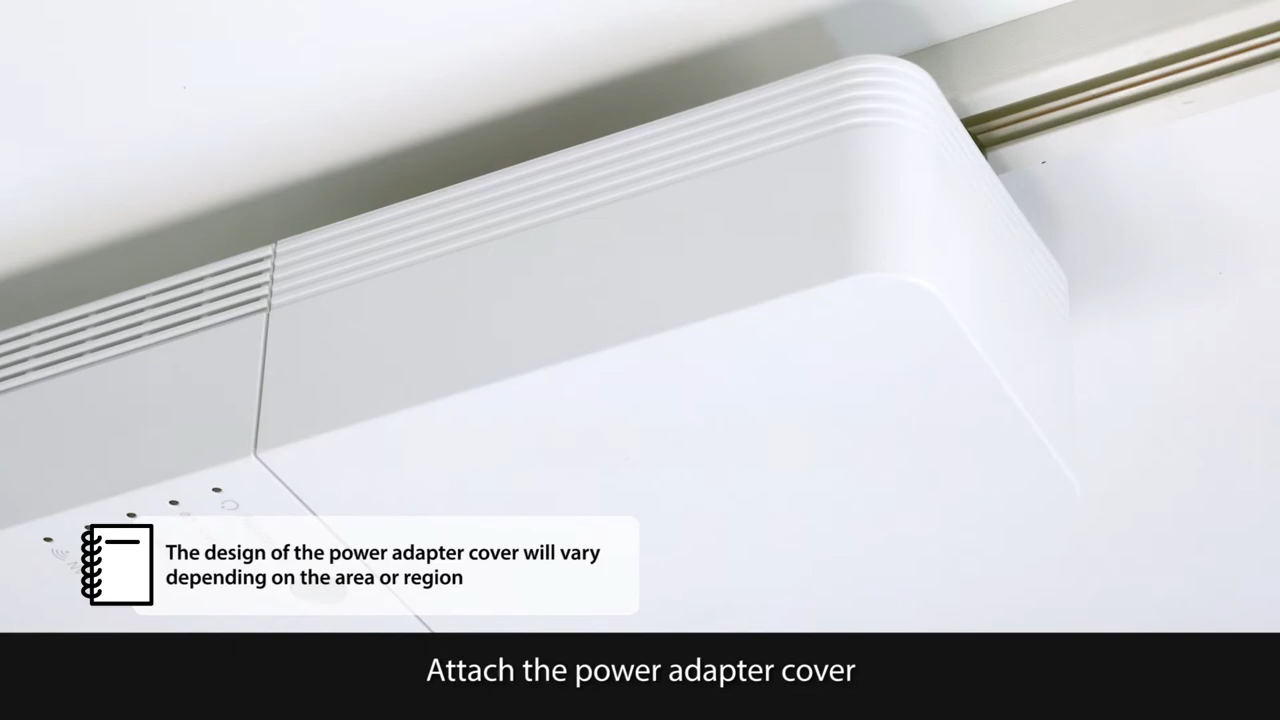 The design of the power adapter cover will vary
depending on the area or region
Attach the power adapter cover